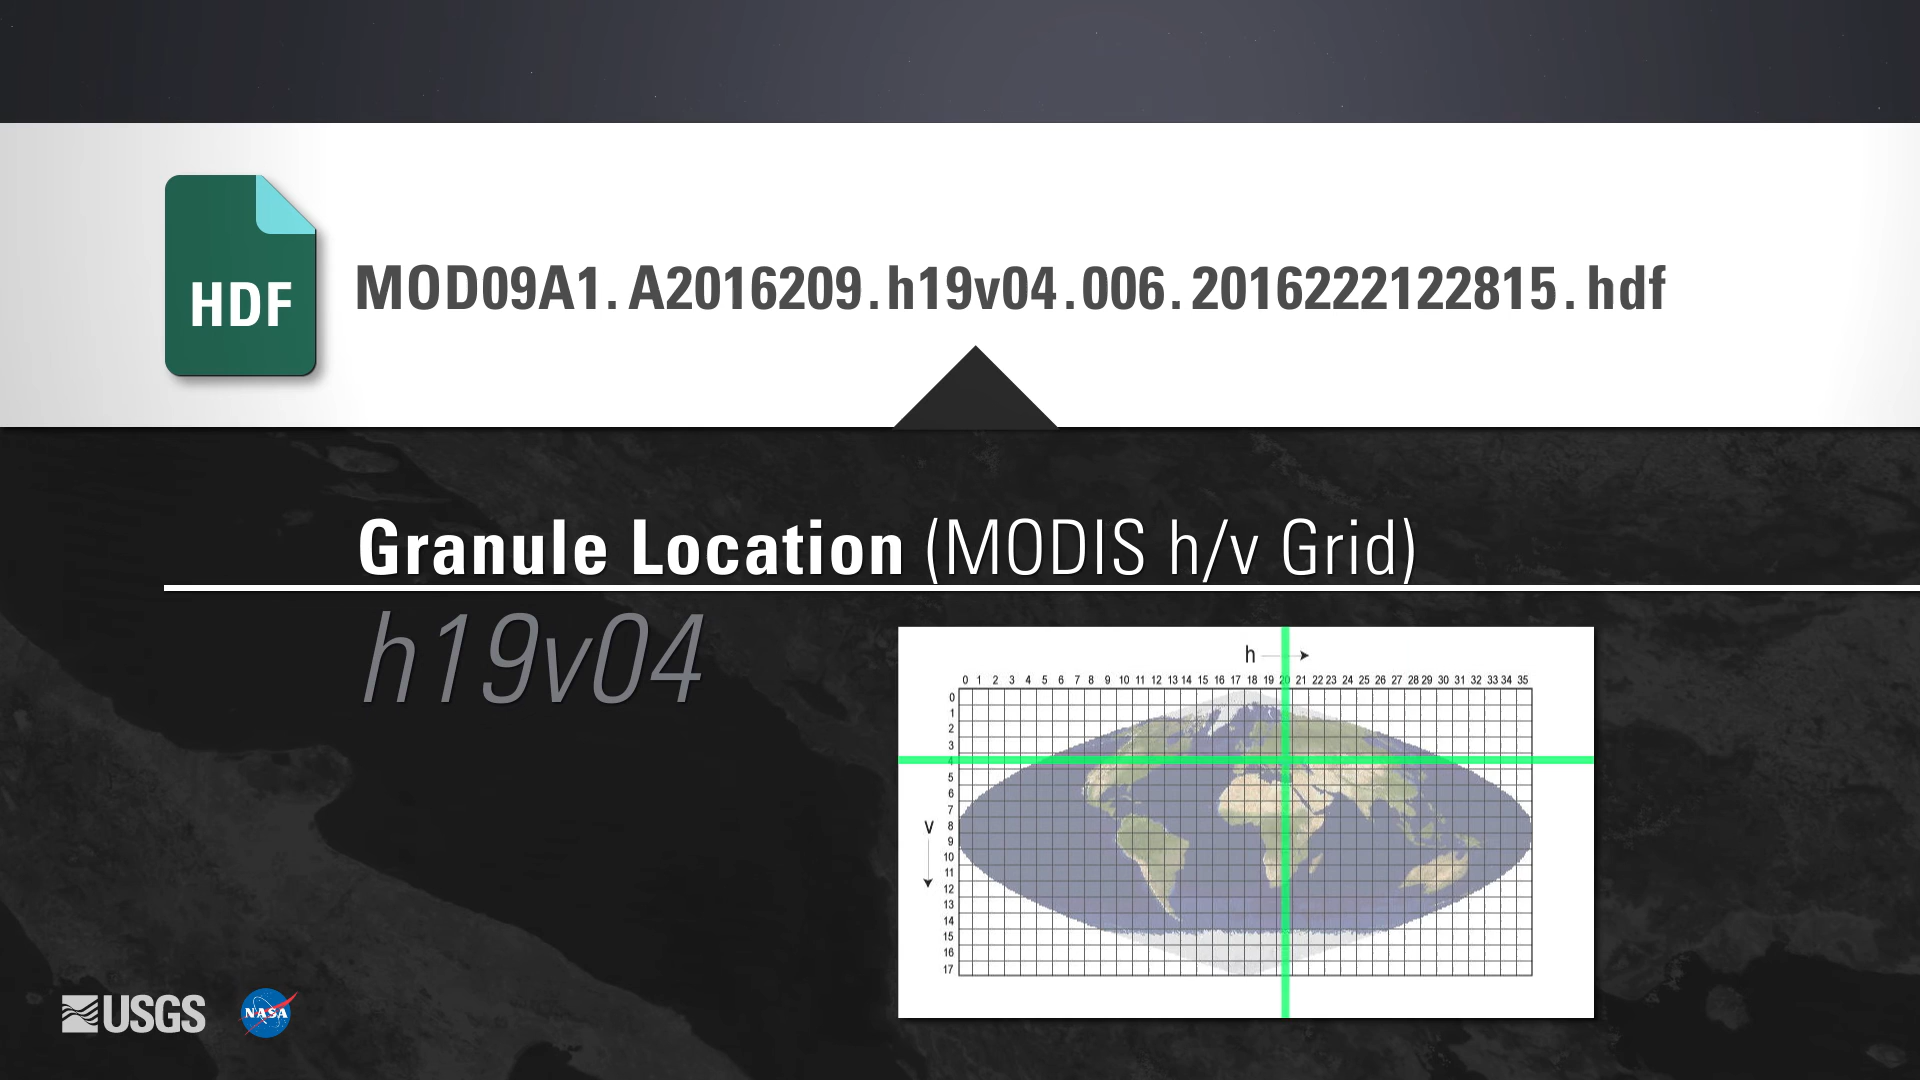 HDF
MOD09A1.A2016209.h19v04.006.2016222122815.hdf
Granule Location (MODIS h/v Grid)
h19v04
h
0 1 2 3 4 5 6 7 8 9 10 11 12 13 14 15 16 17 18 19 20 21 22 23 24 25 26 27 28 29 30 31 32 33 34 35
0
1
2
3
4
5
6
7
v 8
9
10
11
12
13
14
15
16
17
USGS NASA